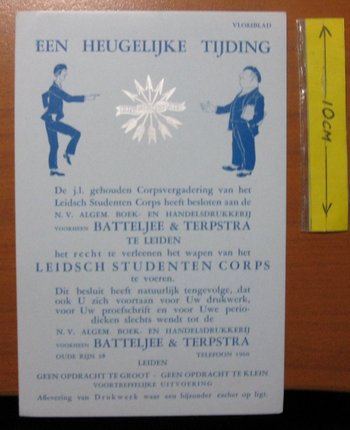 VLOEIBLAD
EEN HEUGELIJKE TIJDING
De j.l. gehouden Corpsvergadering van het
Leidsch Studenten Corps heeft besloten aan de
N. V. ALGEM. BOEK- EN HANDELSDRUKKERIJ
VOORHEEN BATTELJEE & TERPSTRA
TE LEIDEN
het recht te verleenen het wapen van het
LEIDSCH STUDENTEN CORPS
te voeren.
Dit besluit heeft natuurlijk tengevolge, dat
ook U zich voortaan voor Uw drukwerk,
voor Uw proefschrift en voor Uwe perio-
dieken slechts wendt tot de
N. V. ALGEM. BOEK- EN HANDELSDRUKKERIJ
VOORHEEN BATTELJEE & TERPSTRA
OUDE RIJN 28 TELEFOON 1960
LEIDEN
GEEN OPDRACHT TE GROOT - GEEN OPDRACHT TE KLEIN
VOORTREFFELIJKE UITVOERING
Aflevering van Drukwerk waar een bijzonder cachet op ligt.
10CM